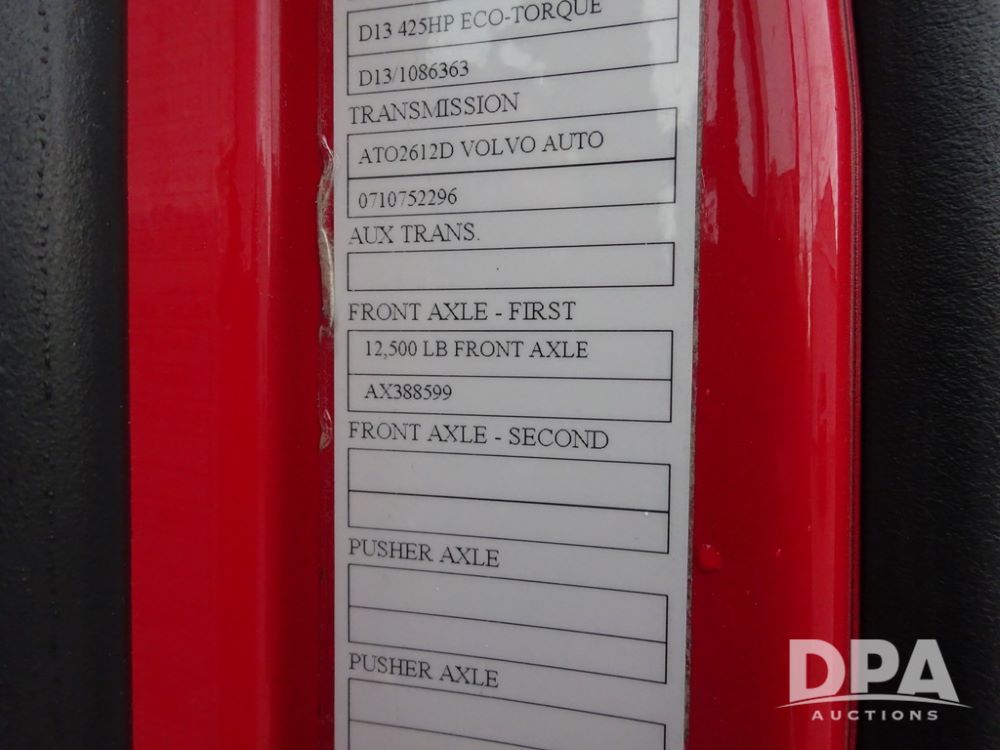 D13 425HP ECO-TORQUE
D13/1086363
TRANSMISSION
ATO2612D VOLVO AUTO
0710752296
AUX TRANS.
FRONT AXLE - FIRST
12,500 LB FRONT AXLE
AX388599
FRONT AXLE - SECOND
PUSHER AXLE
PUSHER AXLE
DPA
AUCTIONS